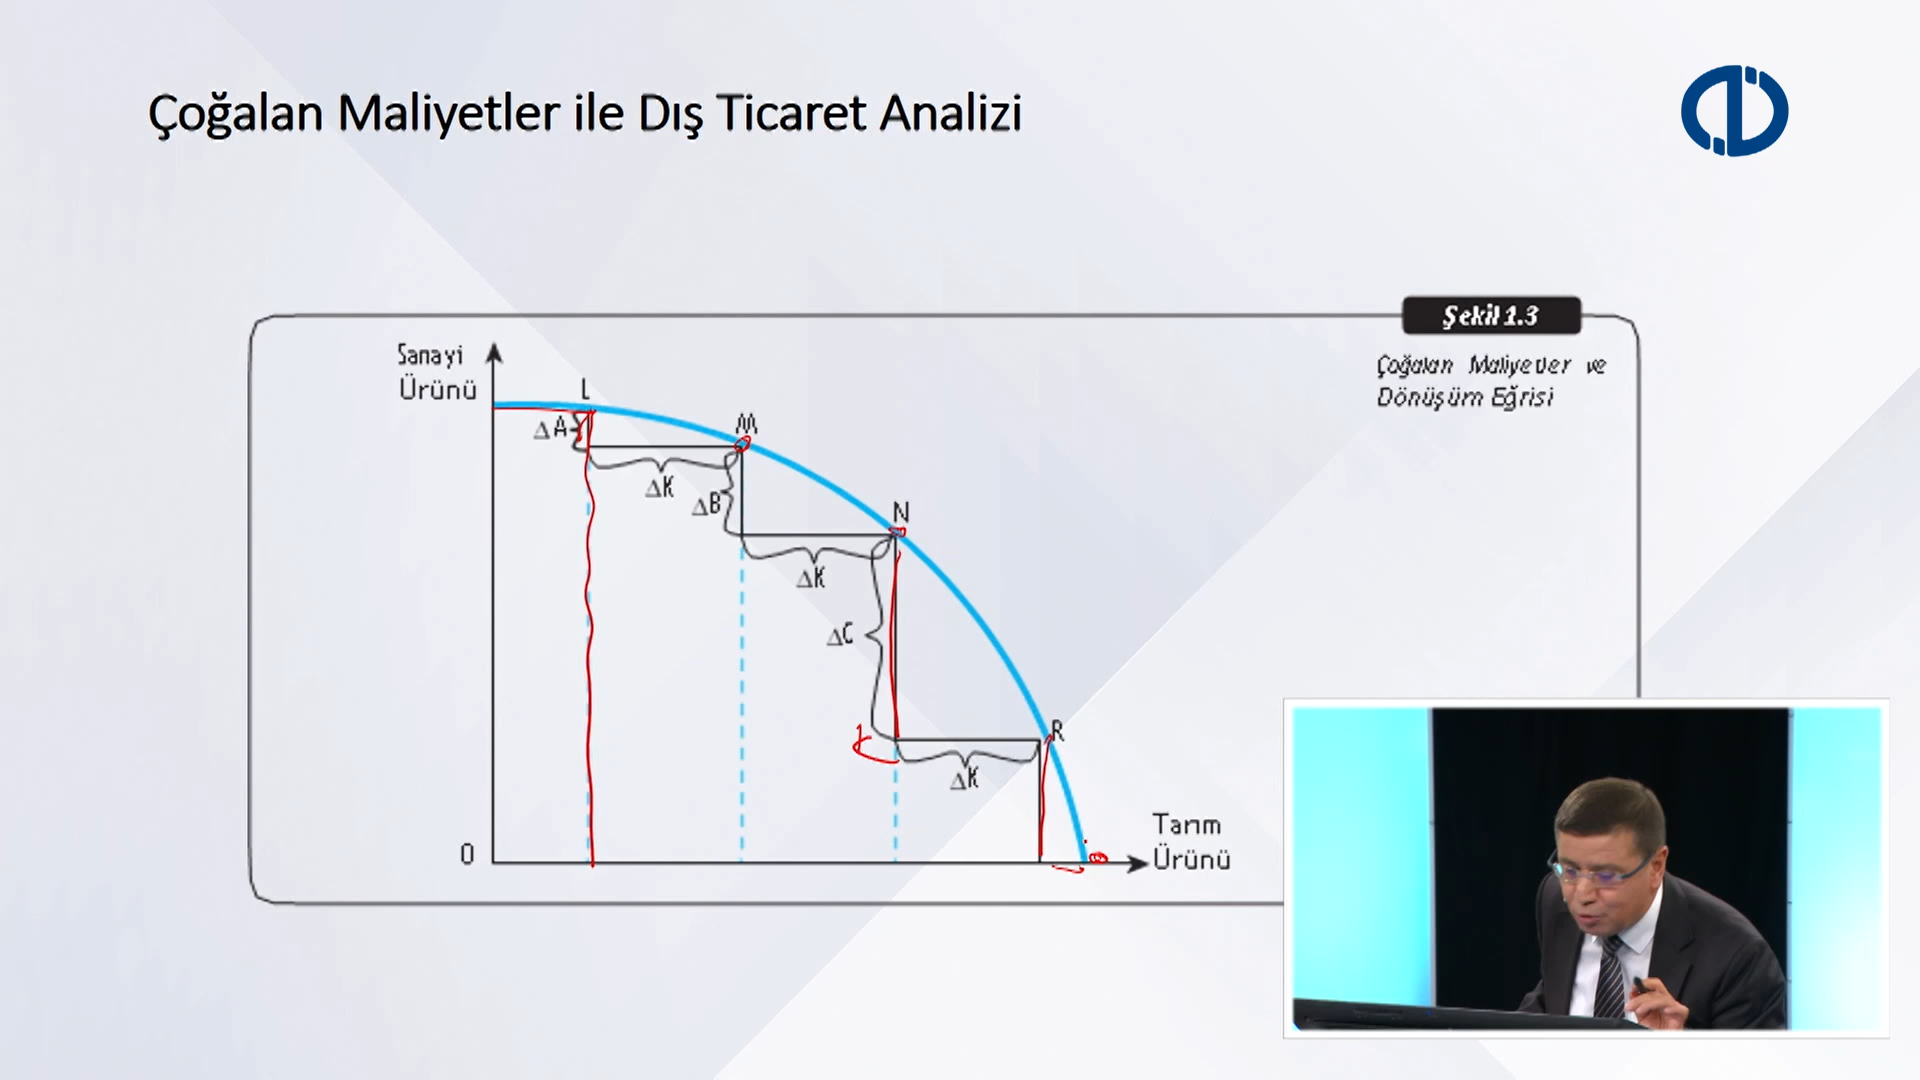 Çoğalan Maliyetler ile Dış Ticaret Analizi
Şekil 1.3
Çoğalan Maliyetler ve
Dönüşüm Eğrisi
Sanayi
Ürünü
L
ΔA
M
ΔK
ΔB
N
ΔK
ΔC
R
ΔK
Tarım
Ürünü
0